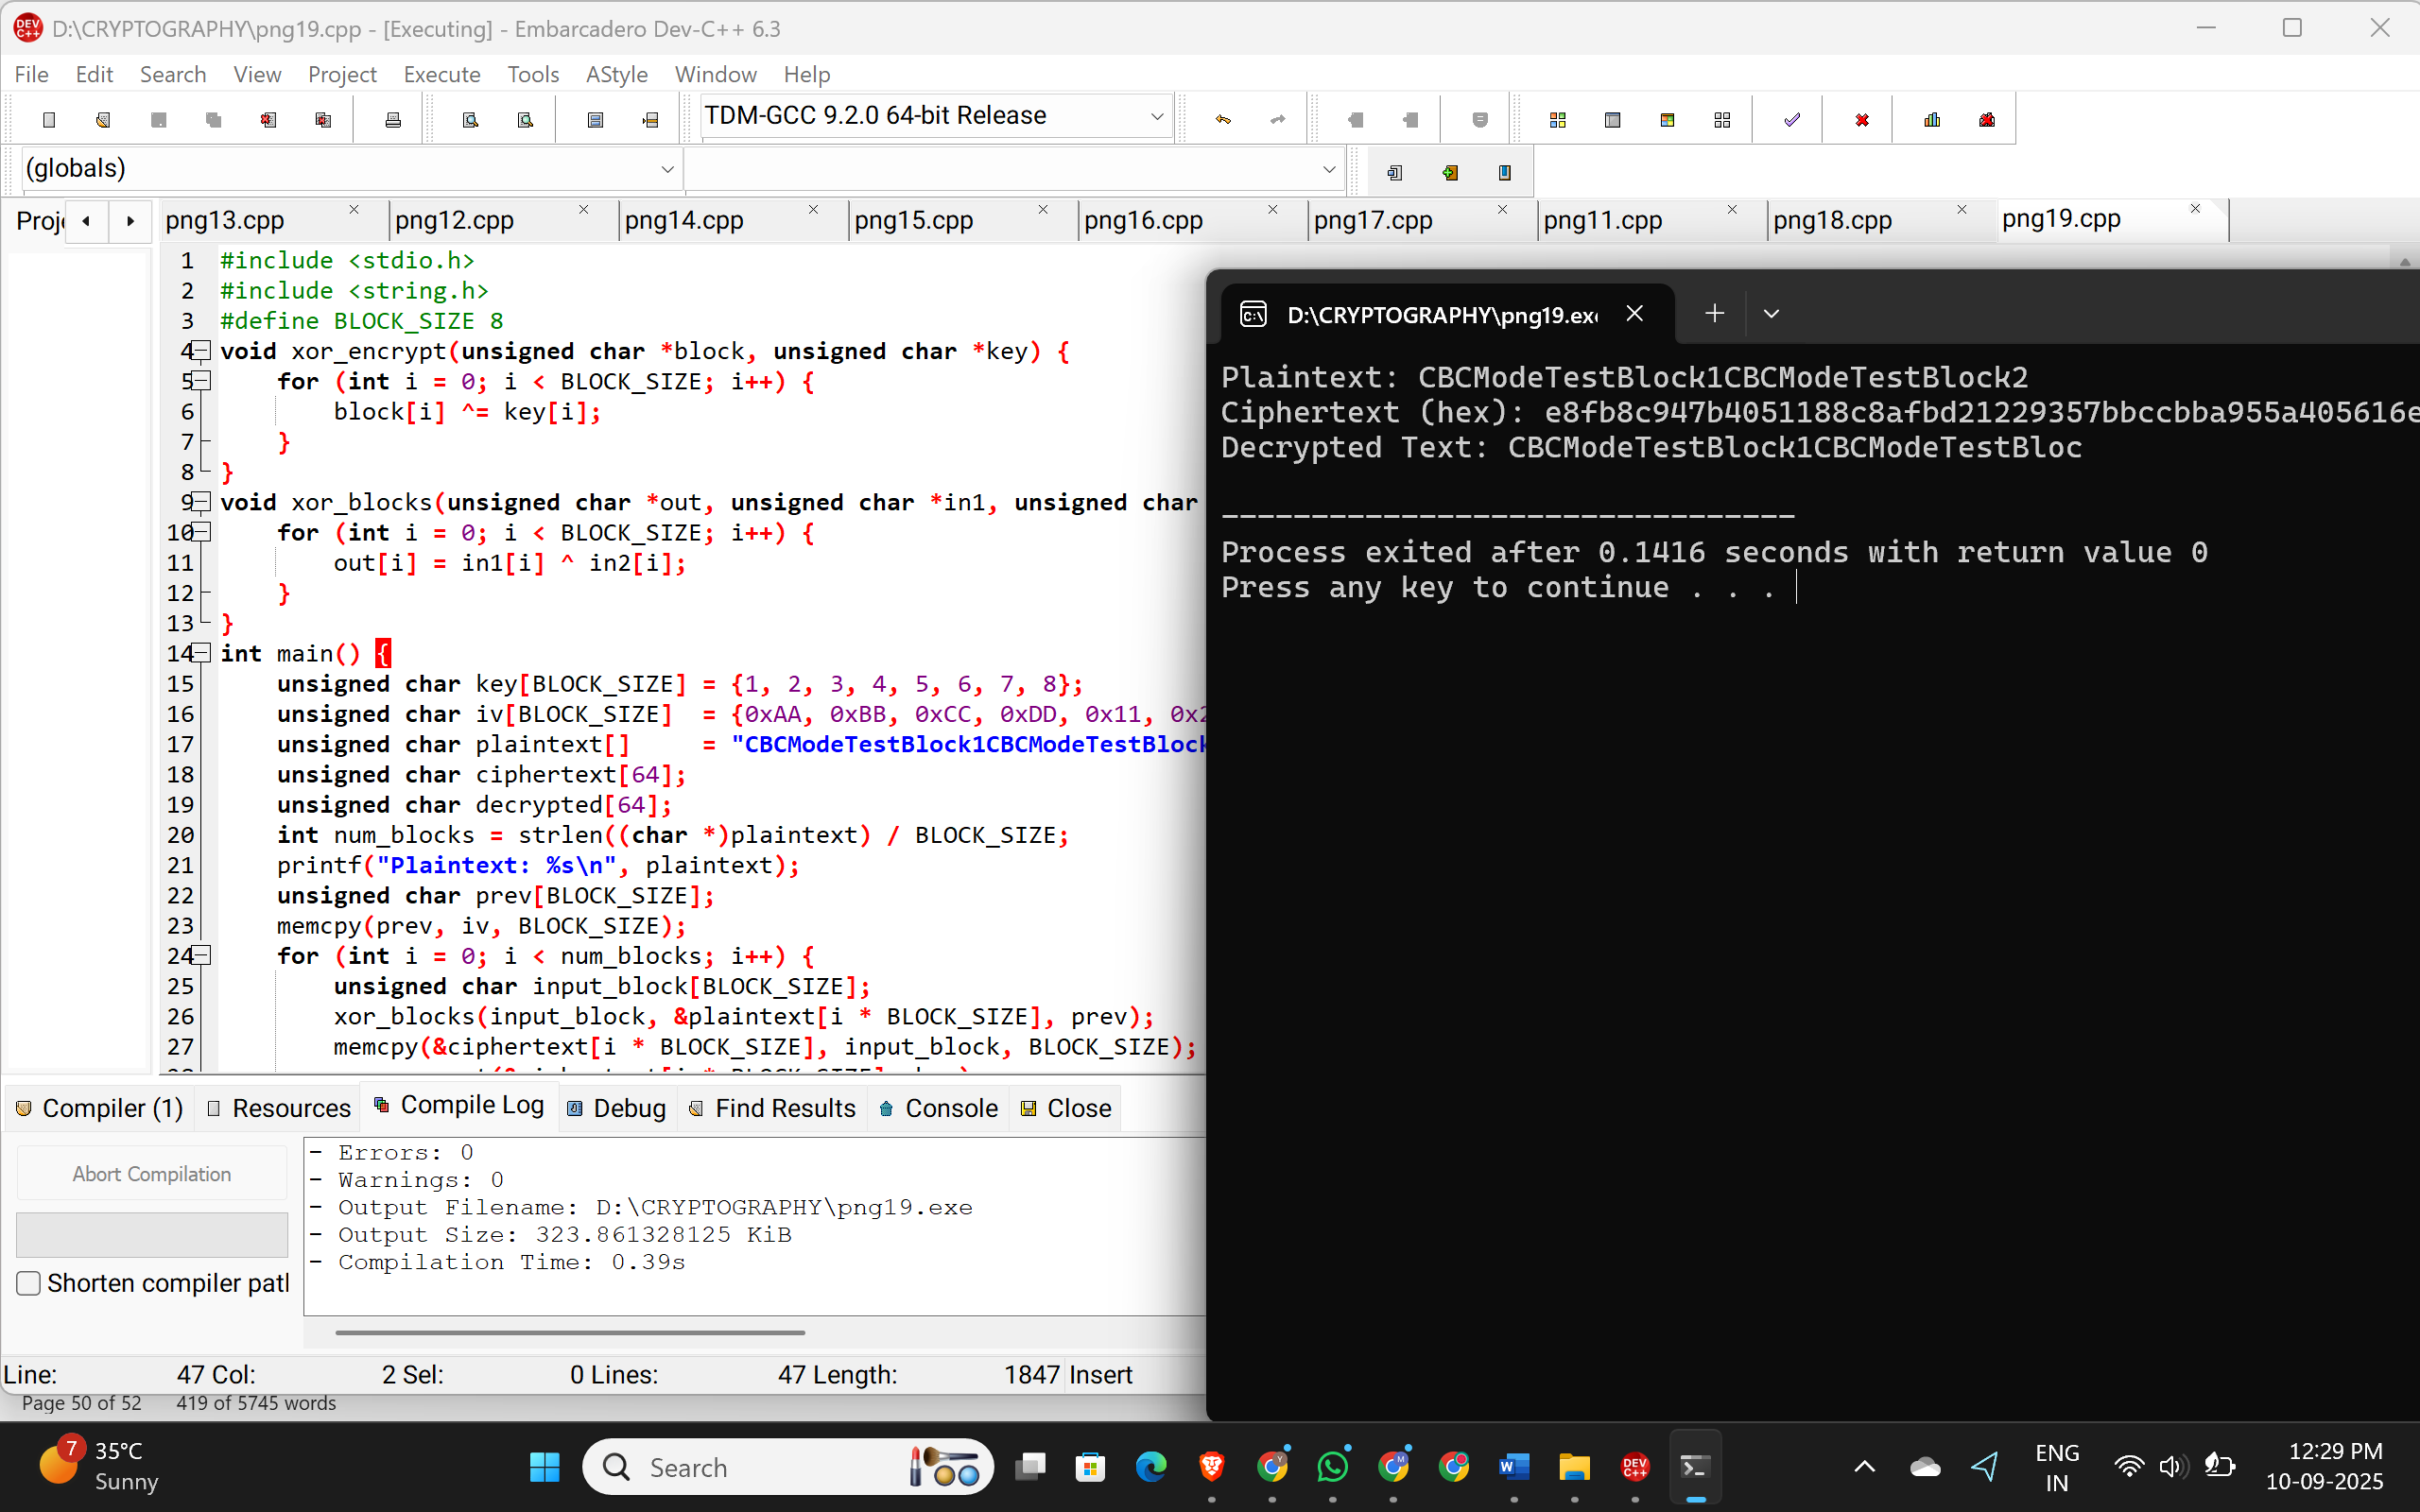 D:\CRYPTOGRAPHY\png19.cpp - [Executing] - Embarcadero Dev-C++ 6.3
File Edit Search View Project Execute Tools AStyle Window Help
TDM-GCC 9.2.0 64-bit Release
(globals)
Proj png13.cpp png12.cpp png14.cpp png15.cpp png16.cpp png17.cpp png11.cpp png18.cpp png19.cpp
1 #include <stdio.h>
2 #include <string.h>
3 #define BLOCK_SIZE 8
4 void xor_encrypt(unsigned char *block, unsigned char *key) {
5 for (int i = 0; i < BLOCK_SIZE; i++) {
6 block[i] ^= key[i];
7 }
8 }
9 void xor_blocks(unsigned char *out, unsigned char *in1, unsigned char
10 for (int i = 0; i < BLOCK_SIZE; i++) {
11 out[i] = in1[i] ^ in2[i];
12 }
13 }
14 int main() {
15 unsigned char key[BLOCK_SIZE] = {1, 2, 3, 4, 5, 6, 7, 8};
16 unsigned char iv[BLOCK_SIZE] = {0xAA, 0xBB, 0xCC, 0xDD, 0x11, 0x2
17 unsigned char plaintext[] = "CBCModeTestBlock1CBCModeTestBlock
18 unsigned char ciphertext[64];
19 unsigned char decrypted[64];
20 int num_blocks = strlen((char *)plaintext) / BLOCK_SIZE;
21 printf("Plaintext: %s\n", plaintext);
22 unsigned char prev[BLOCK_SIZE];
23 memcpy(prev, iv, BLOCK_SIZE);
24 for (int i = 0; i < num_blocks; i++) {
25 unsigned char input_block[BLOCK_SIZE];
26 xor_blocks(input_block, &plaintext[i * BLOCK_SIZE], prev);
27 memcpy(&ciphertext[i * BLOCK_SIZE], input_block, BLOCK_SIZE);
D:\CRYPTOGRAPHY\png19.ex
Plaintext: CBCModeTestBlock1CBCModeTestBlock2
Ciphertext (hex): e8fb8c947b4051188c8afbd21229357bbccbba955a405616e
Decrypted Text: CBCModeTestBlock1CBCModeTestBloc
--------------------------------
Process exited after 0.1416 seconds with return value 0
Press any key to continue . . .
Compiler (1) Resources Compile Log Debug Find Results Console Close
Abort Compilation
Shorten compiler path
- Errors: 0
- Warnings: 0
- Output Filename: D:\CRYPTOGRAPHY\png19.exe
- Output Size: 323.861328125 KiB
- Compilation Time: 0.39s
Line: 47 Col: 2 Sel: 0 Lines: 47 Length: 1847 Insert
Page 50 of 52 419 of 5745 words
7 35°C
Sunny
Search
ENG
IN
12:29 PM
10-09-2025